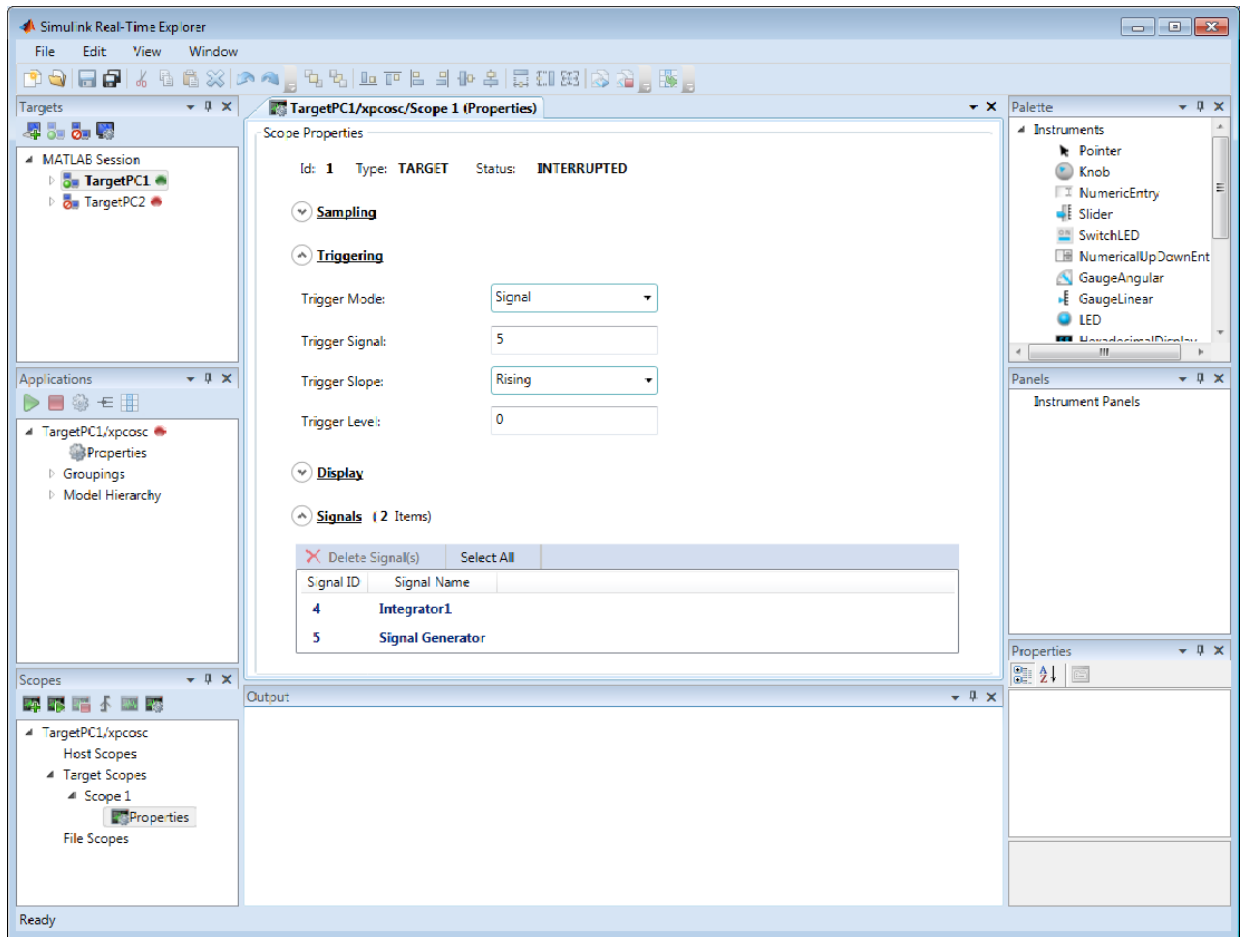 Simulink Real-Time Explorer
File Edit View Window
Targets
MATLAB Session
TargetPC1
TargetPC2
Applications
TargetPC1/xpcosc
Properties
Groupings
Model Hierarchy
Scopes
TargetPC1/xpcosc
Host Scopes
Target Scopes
Scope 1
Properties
File Scopes
TargetPC1/xpcosc/Scope 1 (Properties)
Scope Properties
Id: 1 Type: TARGET Status: INTERRUPTED
Sampling
Triggering
Trigger Mode: Signal
Trigger Signal: 5
Trigger Slope: Rising
Trigger Level: 0
Display
Signals ( 2 Items)
Delete Signal(s) Select All
Signal ID Signal Name
4 Integrator1
5 Signal Generator
Output
Palette
Instruments
Pointer
Knob
NumericEntry
Slider
SwitchLED
NumericalUpDownEnt
GaugeAngular
GaugeLinear
LED
HexadecimalDisplay
Panels
Instrument Panels
Properties
Ready